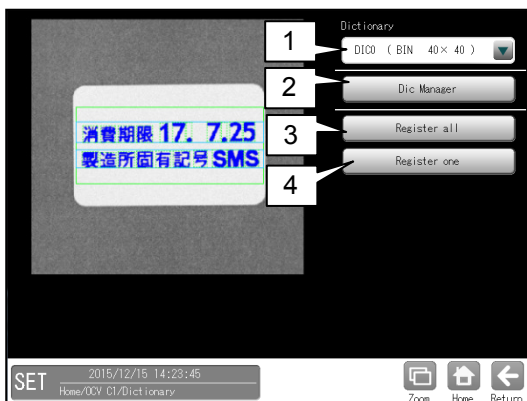 Dictionary
1
DIC0 ( BIN 40× 40 )
2
Dic Manager
消費期限 17. 7.25
3
Register all
製造所固有記号 SMS
4
Register one
SET
2015/12/15 14:23:45
Home/OCV C1/Dictionary
Zoom Home Return